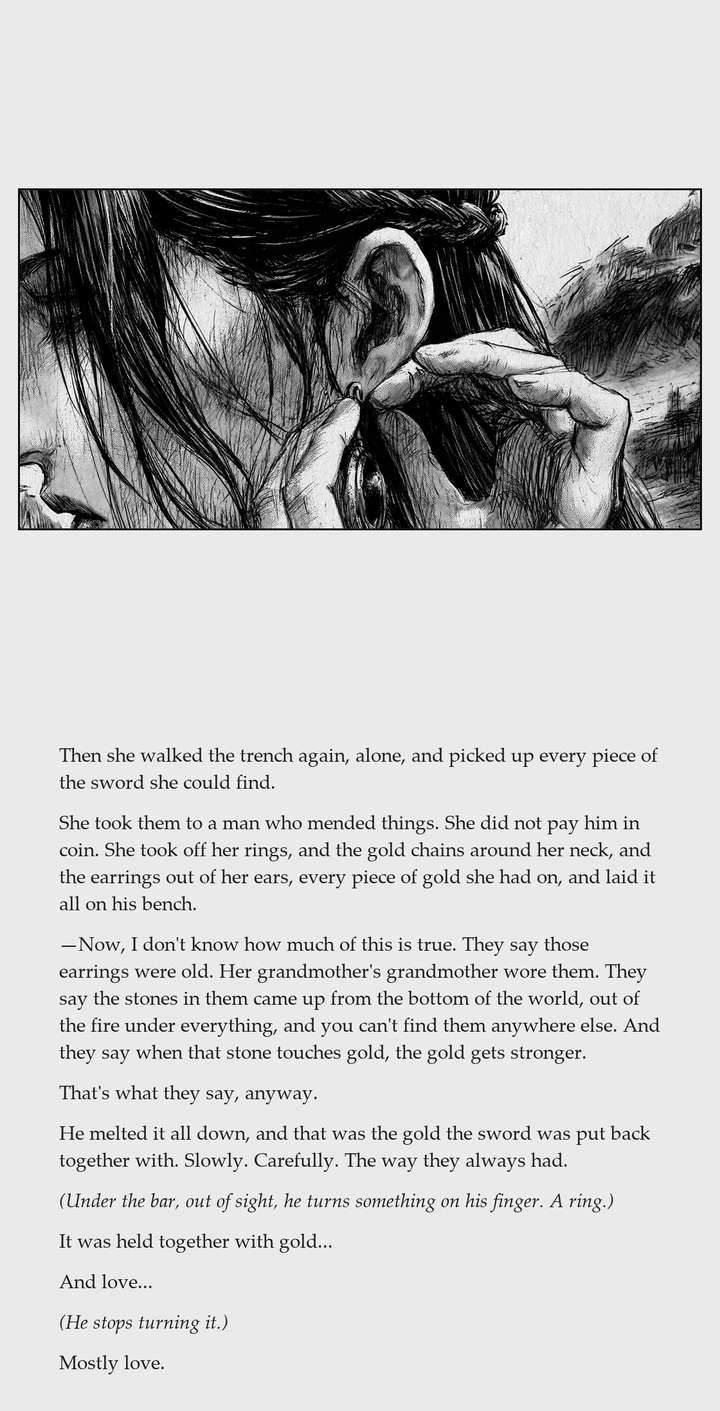 Then she walked the trench again, alone, and picked up every piece of
the sword she could find.
She took them to a man who mended things. She did not pay him in
coin. She took off her rings, and the gold chains around her neck, and
the earrings out of her ears, every piece of gold she had on, and laid it
all on his bench.
—Now, I don't know how much of this is true. They say those
earrings were old. Her grandmother's grandmother wore them. They
say the stones in them came up from the bottom of the world, out of
the fire under everything, and you can't find them anywhere else. And
they say when that stone touches gold, the gold gets stronger.
That's what they say, anyway.
He melted it all down, and that was the gold the sword was put back
together with. Slowly. Carefully. The way they always had.
(Under the bar, out of sight, he turns something on his finger. A ring.)
It was held together with gold...
And love...
(He stops turning it.)
Mostly love.